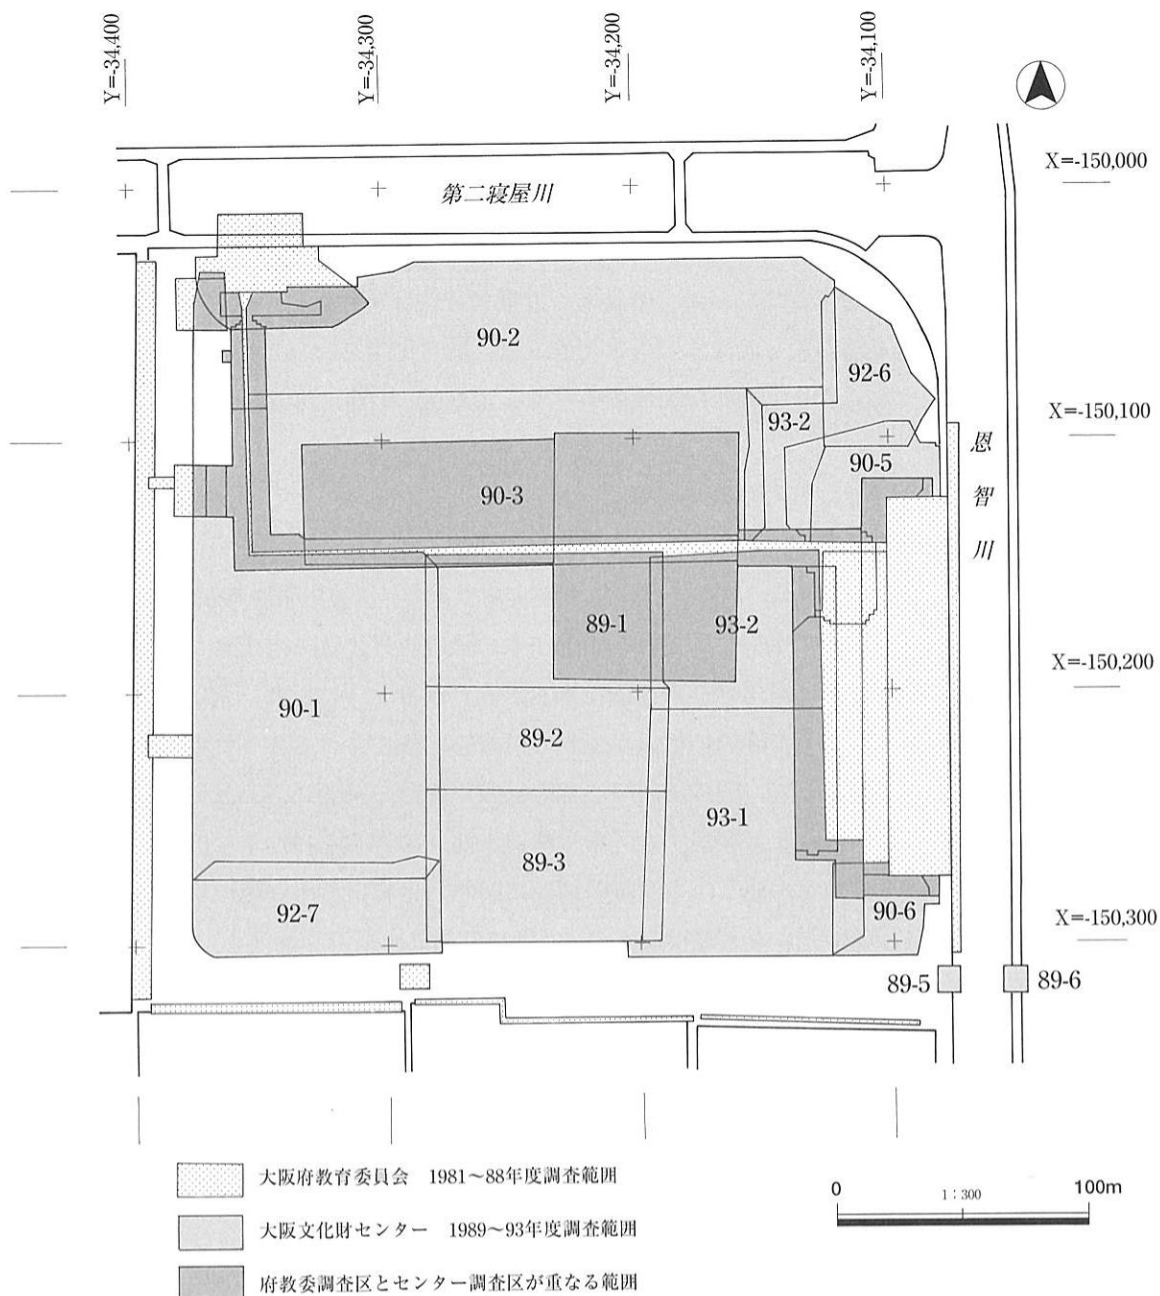 Y=-34,400
Y=-34,300
Y=-34,200
Y=-34,100
X=-150,000
第二寝屋川
90-2
92-6
X=-150,100
93-2
恩智川
90-5
90-3
89-1
93-2
X=-150,200
90-1
89-2
93-1
89-3
92-7
90-6
X=-150,300
89-5
89-6
大阪府教育委員会 1981～88年度調査範囲
大阪文化財センター 1989～93年度調査範囲
府教委調査区とセンター調査区が重なる範囲
0
1：300
100m